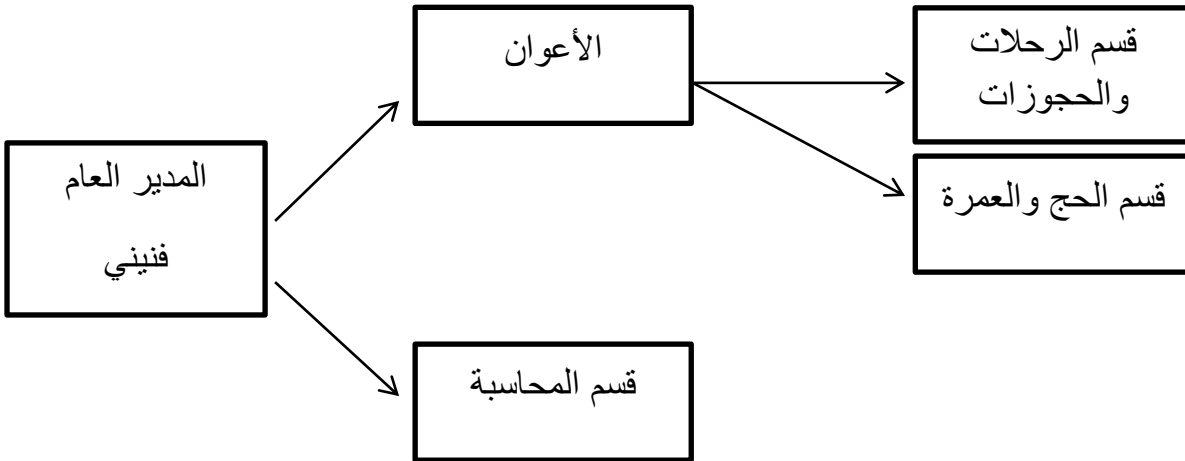 الأعوان
قسم الرحلات
والحجوزات
المدير العام
فنيني
قسم الحج والعمرة
قسم المحاسبة